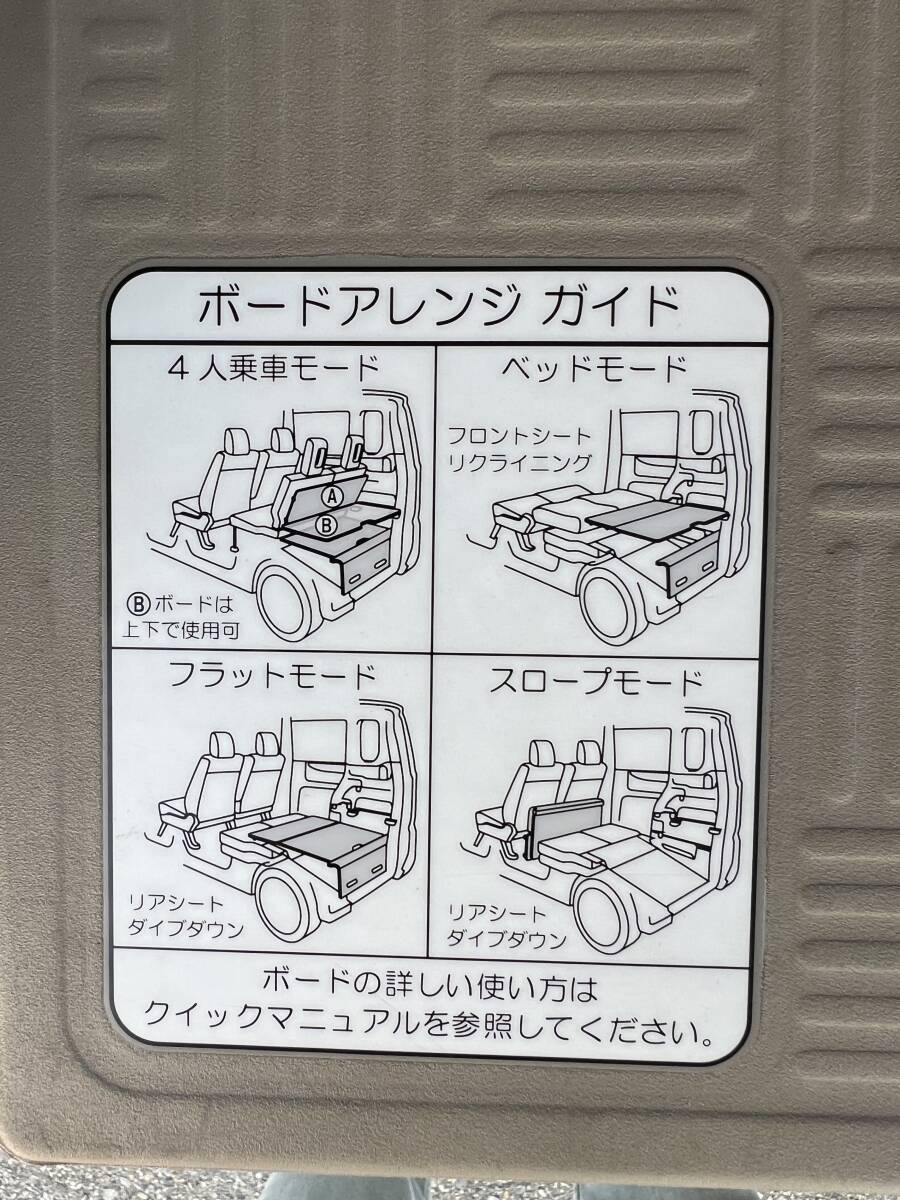 ボードアレンジ ガイド
4人乗車モード
Ⓐ
Ⓑ
Ⓑボードは
上下で使用可
ベッドモード
フロントシート
リクライニング
フラットモード
リアシート
ダイブダウン
スロープモード
リアシート
ダイブダウン
ボードの詳しい使い方は
クイックマニュアルを参照してください。